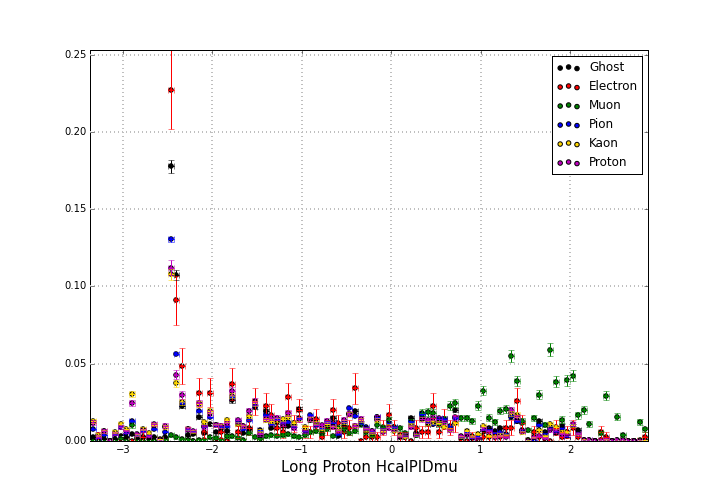 0.25
0.20
0.15
0.10
0.05
0.00
Ghost
Electron
Muon
Pion
Kaon
Proton
−3 −2 −1 0 1 2
Long Proton HcalPIDmu